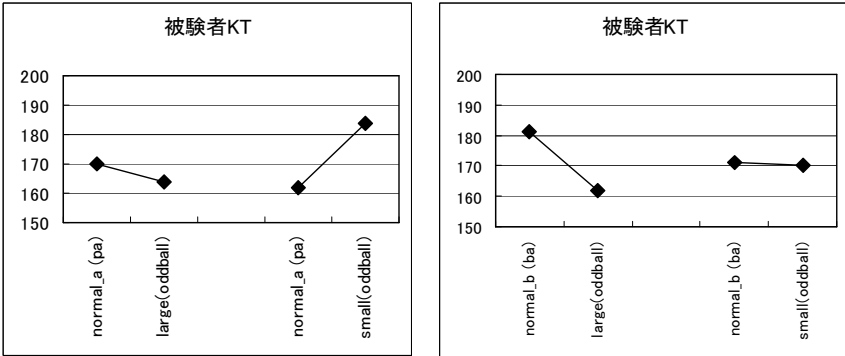 被験者KT
200
190
180
170
160
150
normal_a (pa)
large(oddball)
normal_a (pa)
small(oddball)
被験者KT
200
190
180
170
160
150
normal_b (ba)
large(oddball)
normal_b (ba)
small(oddball)